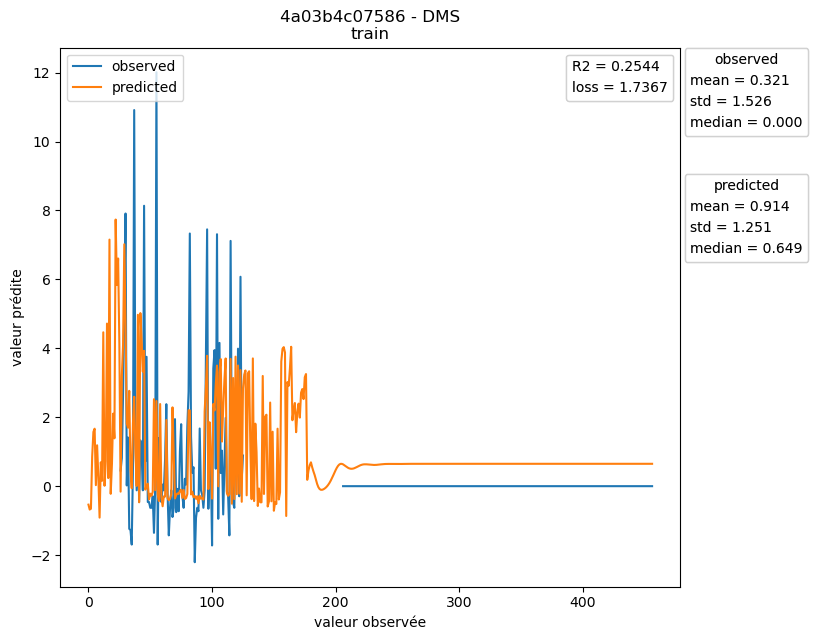 4a03b4c07586 - DMS
train
observed
predicted
R2 = 0.2544
loss = 1.7367
observed
mean = 0.321
std = 1.526
median = 0.000
predicted
mean = 0.914
std = 1.251
median = 0.649
valeur prédite
12
10
8
6
4
2
0
−2
0
100
200
300
400
valeur observée